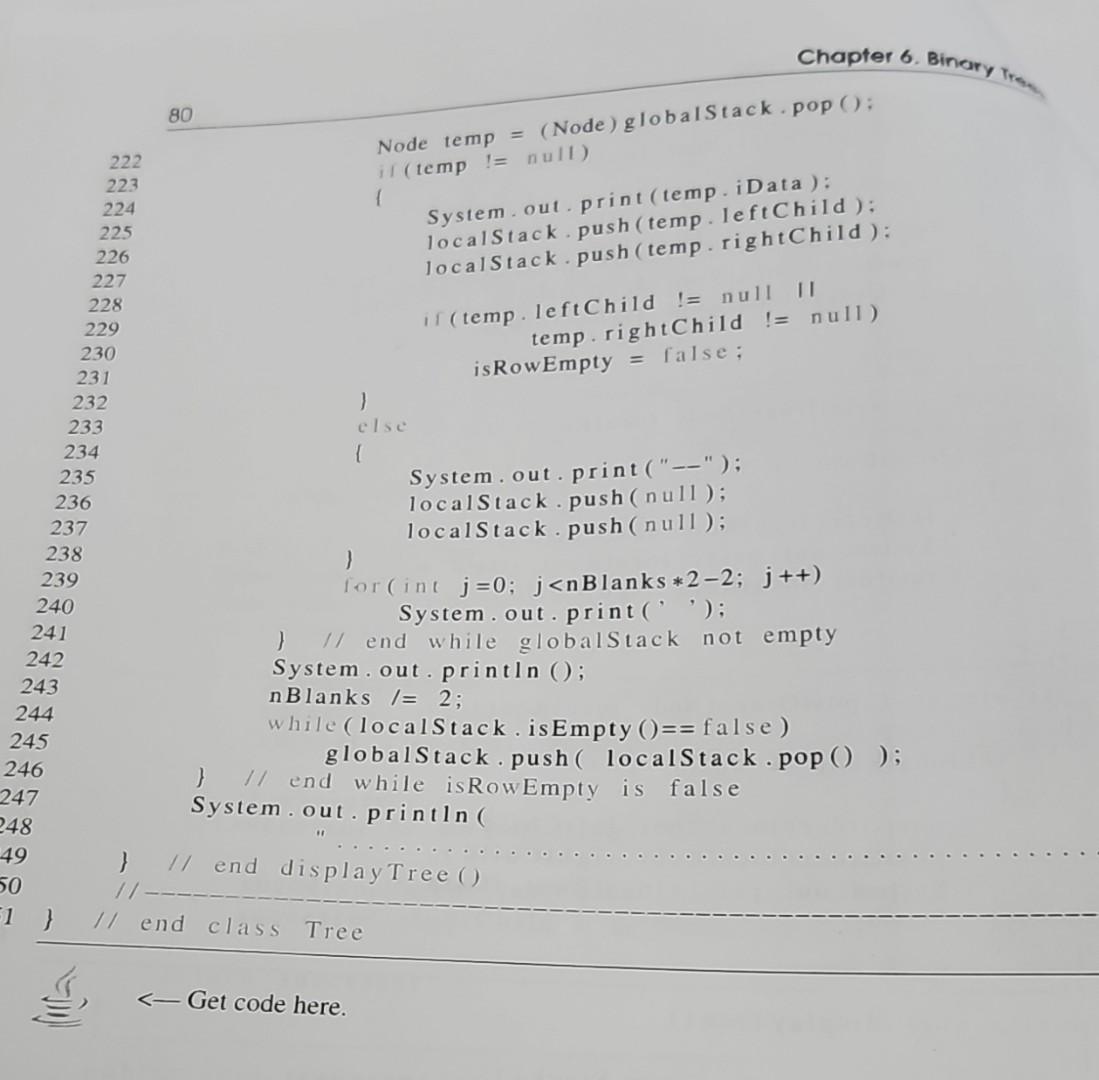 Chapter 6. Binary Trees
80
222 Node temp = (Node)globalStack.pop();
223 if(temp != null)
224 {
225 System.out.print(temp.iData);
226 localStack.push(temp.leftChild);
227 localStack.push(temp.rightChild);
228
229 if(temp.leftChild != null ||
230 temp.rightChild != null)
231 isRowEmpty = false;
232 }
233 else
234 {
235 System.out.print("--");
236 localStack.push(null);
237 localStack.push(null);
238 }
239 for(int j=0; j<nBlanks*2-2; j++)
240 System.out.print(' ');
241 } // end while globalStack not empty
242 System.out.println();
243 nBlanks /= 2;
244 while(localStack.isEmpty()==false)
245 globalStack.push( localStack.pop() );
246 } // end while isRowEmpty is false
247 System.out.println(
248 "......................................
49 } // end displayTree()
50 //-------------------------------------------------------------
1 } // end class Tree
<— Get code here.